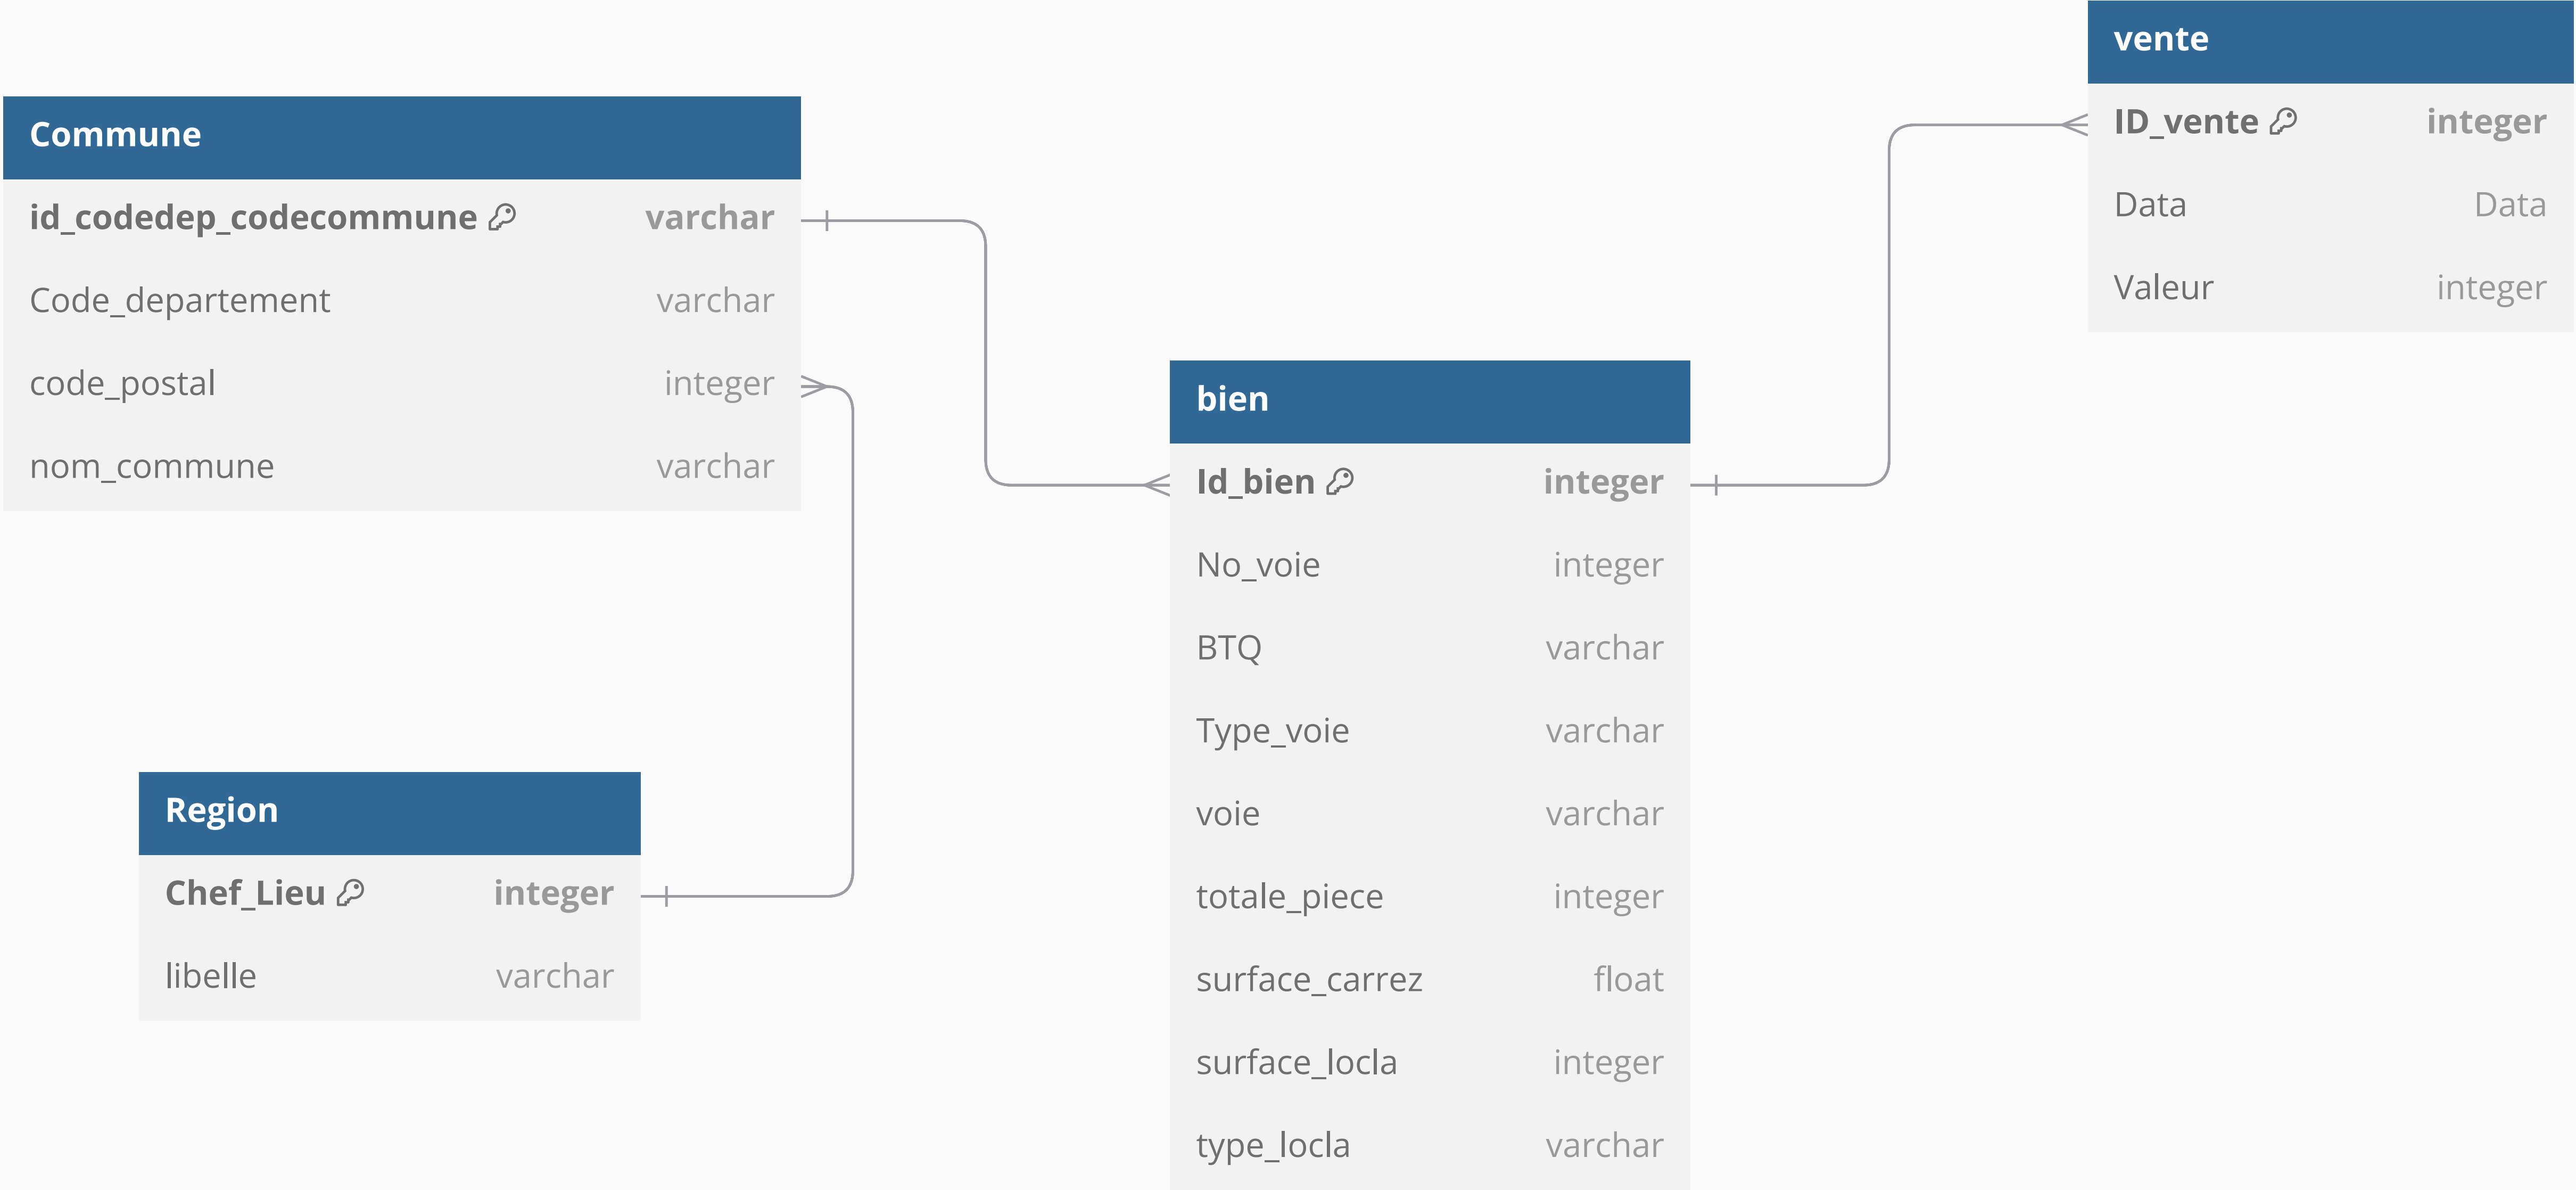 Commune
id_codedep_codecommune varchar
Code_departement varchar
code_postal integer
nom_commune varchar
Region
Chef_Lieu integer
libelle varchar
bien
Id_bien integer
No_voie integer
BTQ varchar
Type_voie varchar
voie varchar
totale_piece integer
surface_carrez float
surface_locla integer
type_locla varchar
vente
ID_vente integer
Data Data
Valeur integer